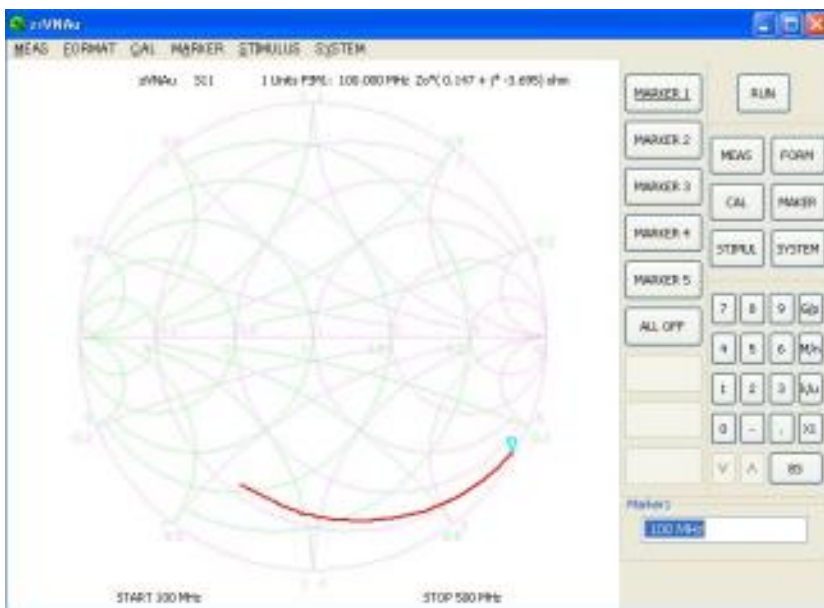 ziVNAu
MEAS FORMAT CAL MARKER STIMULUS SYSTEM
ziVNAu S11 1 Units FSML: 100.000 MHz Zo*( 0.147 + j* -3.695) ohm
MARKER 1
RUN
MARKER 2
MEAS FORM
MARKER 3
CAL MAKER
MARKER 4
STIMUL SYSTEM
MARKER 5
7 8 9 G/p
ALL OFF
4 5 6 M/n
1 2 3 k/u
0 - . X1
BS
Marker1
100 MHz
START 100 MHz STOP 500 MHz